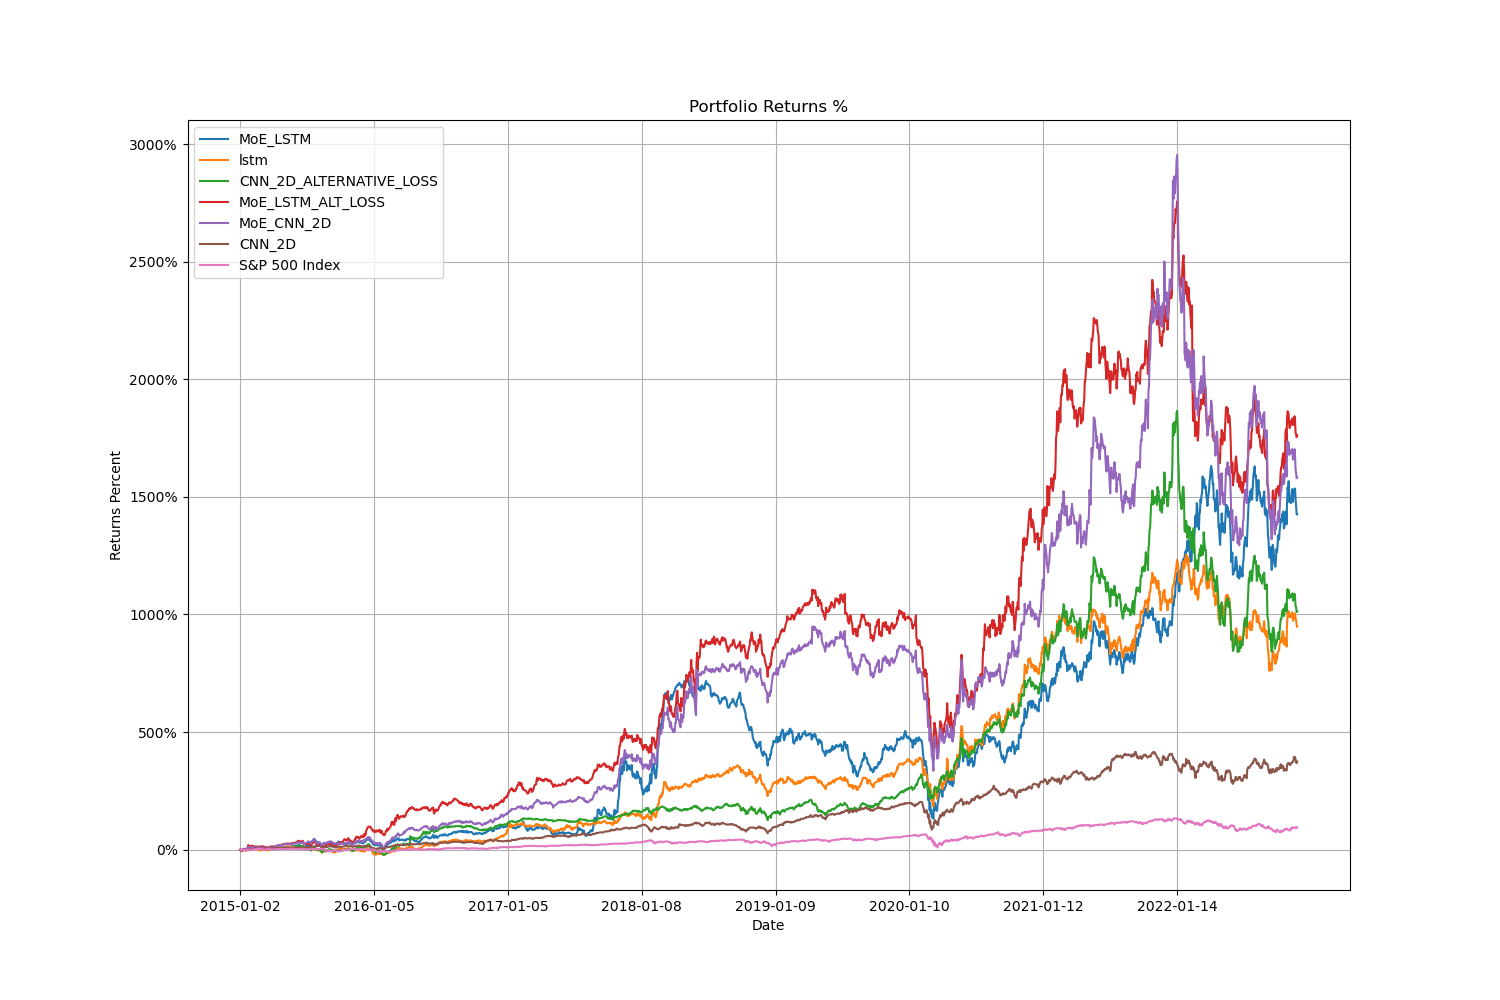 Portfolio Returns %
MoE_LSTM
lstm
CNN_2D_ALTERNATIVE_LOSS
MoE_LSTM_ALT_LOSS
MoE_CNN_2D
CNN_2D
S&P 500 Index
3000%
2500%
2000%
1500%
1000%
500%
0%
Returns Percent
2015-01-02 2016-01-05 2017-01-05 2018-01-08 2019-01-09 2020-01-10 2021-01-12 2022-01-14
Date